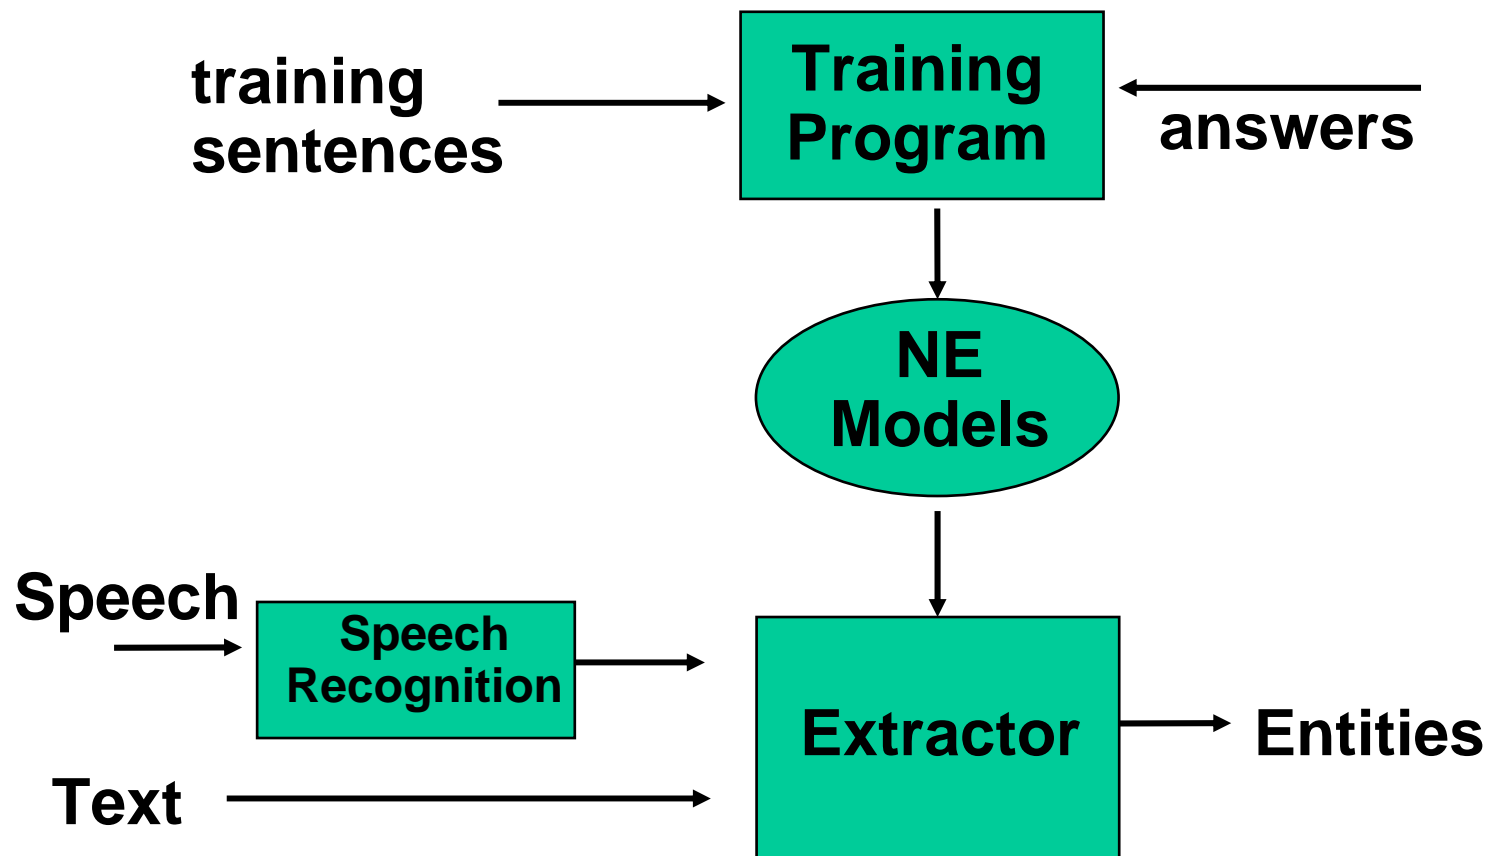 training
sentences
Training
Program
answers
NE
Models
Speech
Speech
Recognition
Extractor
Entities
Text